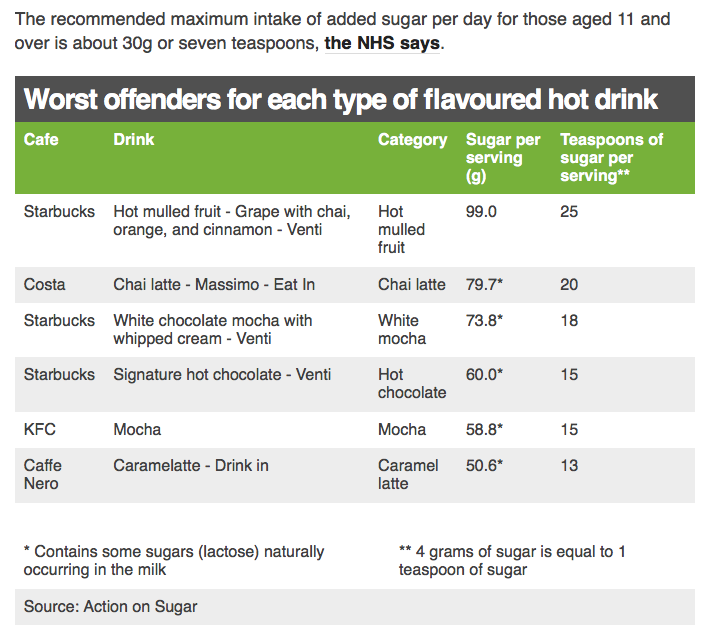 The recommended maximum intake of added sugar per day for those aged 11 and
over is about 30g or seven teaspoons, the NHS says.
Worst offenders for each type of flavoured hot drink
Cafe Drink Category Sugar per serving (g) Teaspoons of sugar per serving**
Starbucks Hot mulled fruit - Grape with chai, orange, and cinnamon - Venti Hot mulled fruit 99.0 25
Costa Chai latte - Massimo - Eat In Chai latte 79.7* 20
Starbucks White chocolate mocha with whipped cream - Venti White mocha 73.8* 18
Starbucks Signature hot chocolate - Venti Hot chocolate 60.0* 15
KFC Mocha Mocha 58.8* 15
Caffe Nero Caramelatte - Drink in Caramel latte 50.6* 13
* Contains some sugars (lactose) naturally
occurring in the milk
** 4 grams of sugar is equal to 1
teaspoon of sugar
Source: Action on Sugar